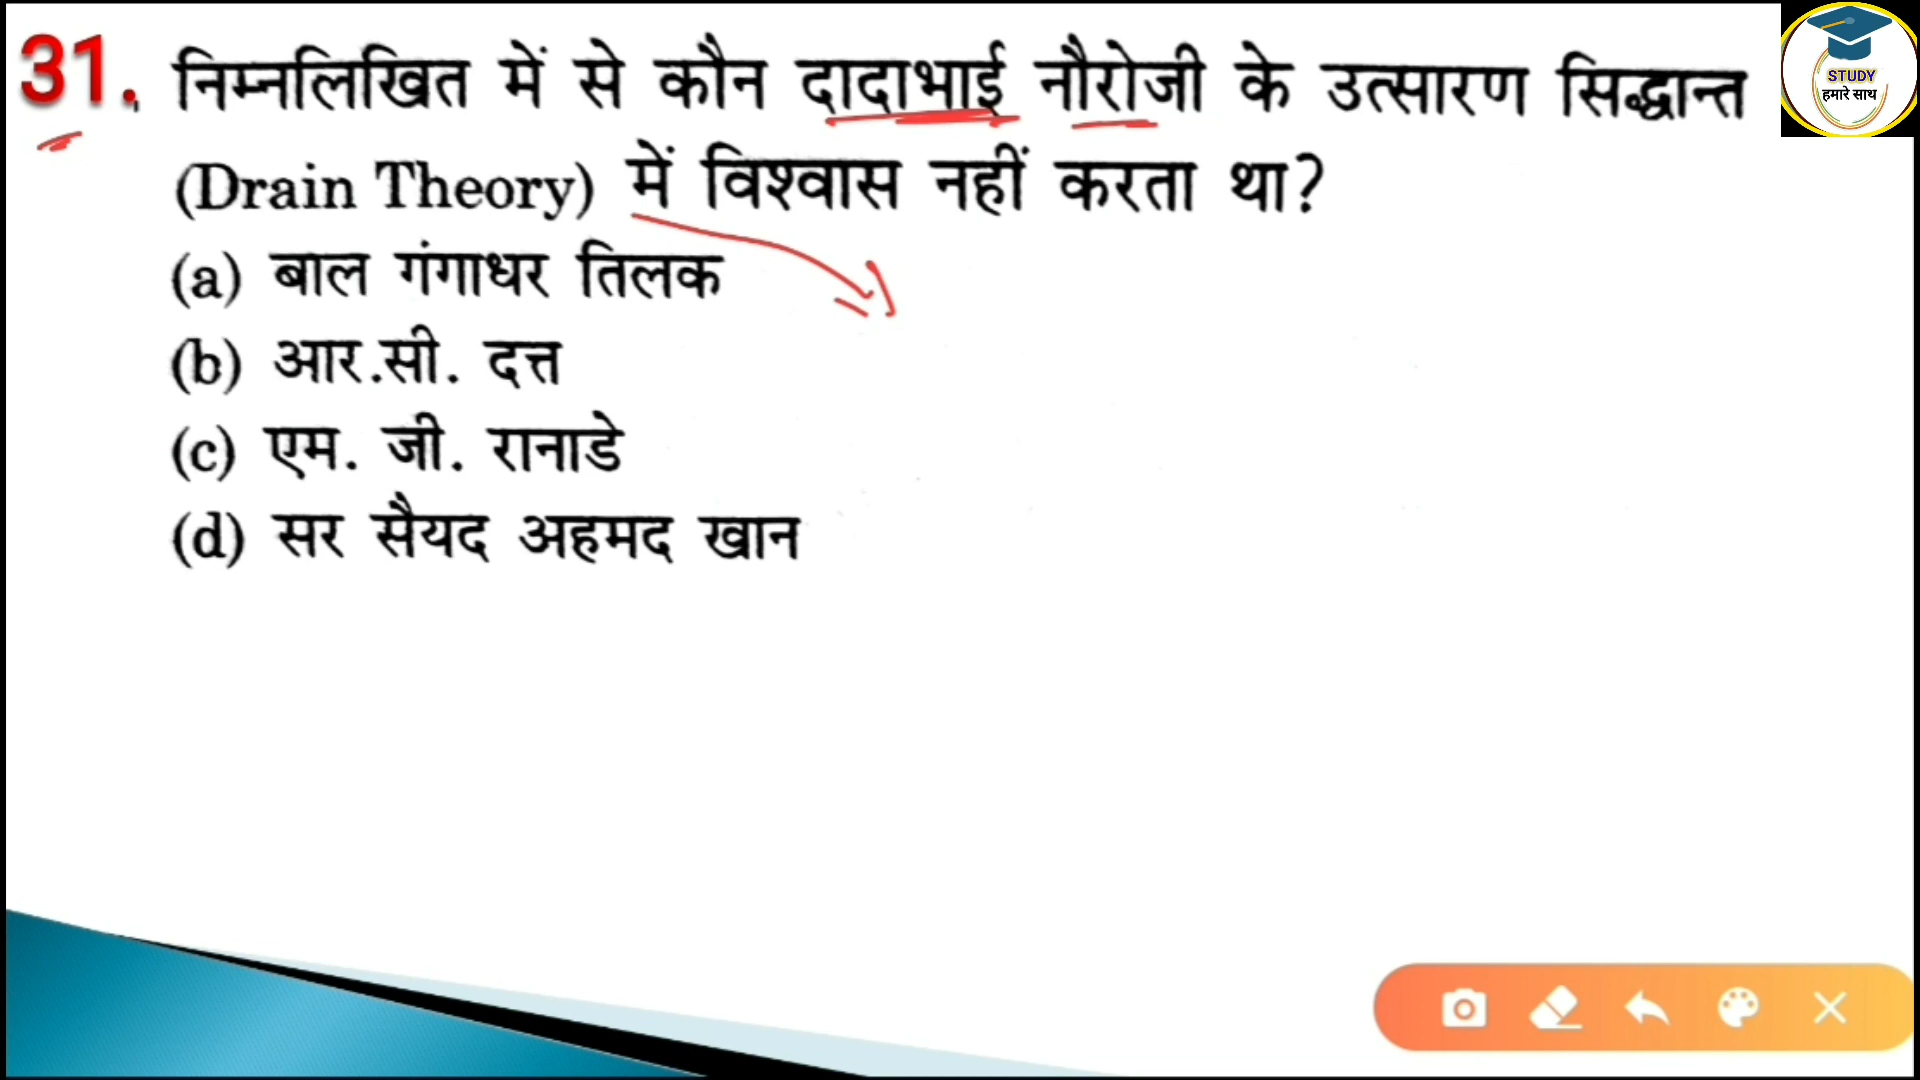 31. निम्नलिखित में से कौन दादाभाई नौरोजी के उत्सारण सिद्धान्त
(Drain Theory) में विश्वास नहीं करता था?
(a) बाल गंगाधर तिलक
(b) आर.सी. दत्त
(c) एम. जी. रानाडे
(d) सर सैयद अहमद खान
STUDY
हमारे साथ